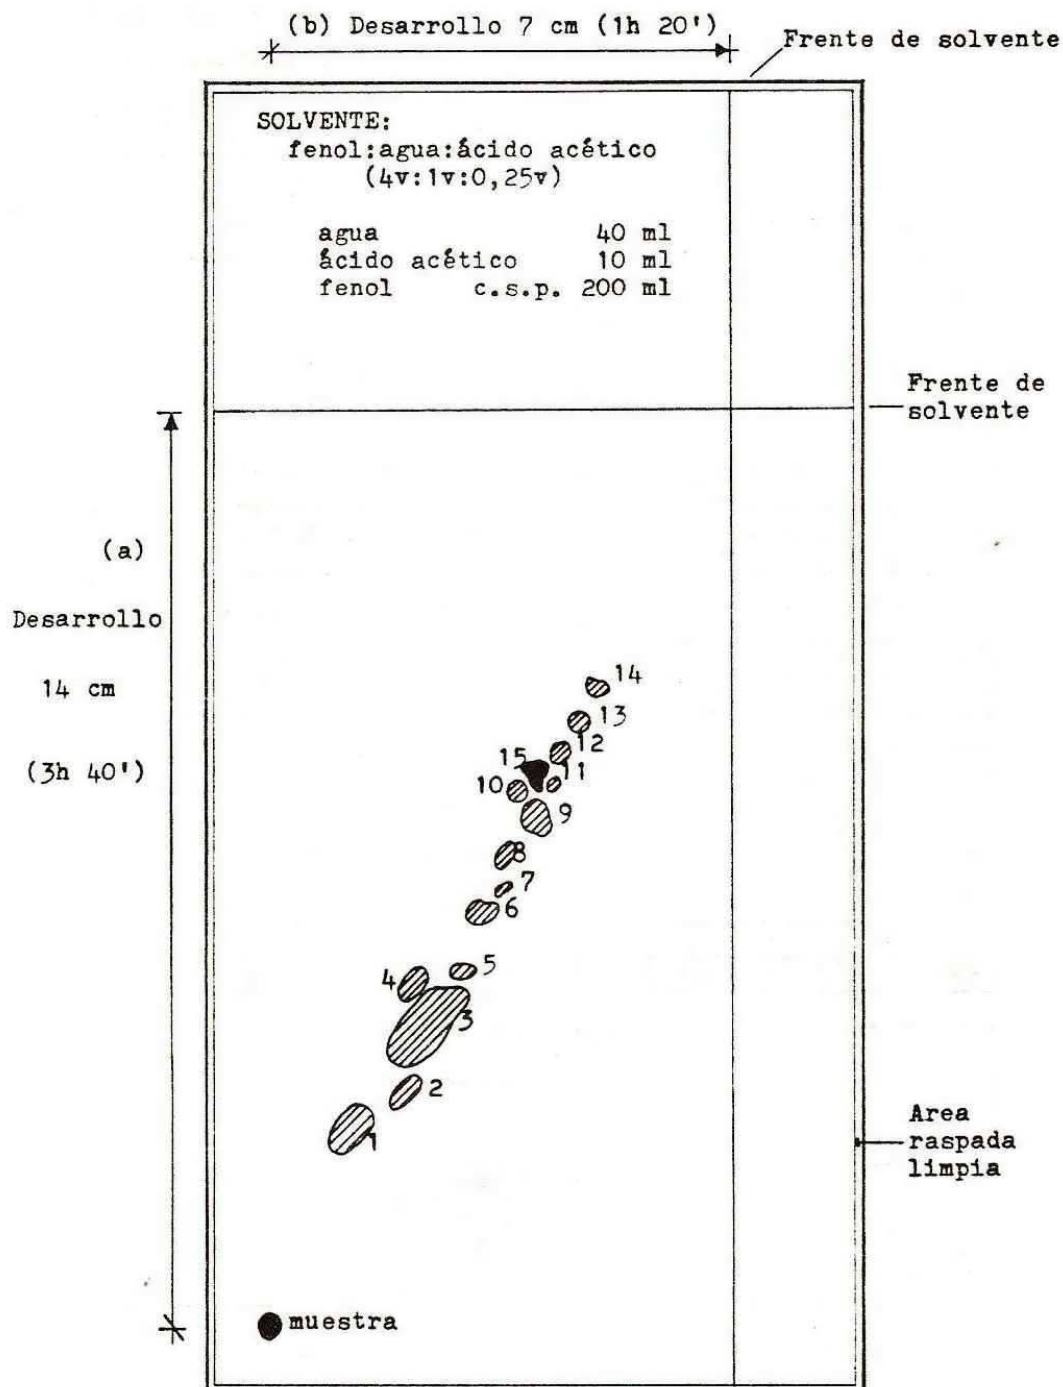 (b) Desarrollo 7 cm (1h 20')
Frente de solvente
SOLVENTE:
fenol:agua:ácido acético
(4v:1v:0,25v)
agua 40 ml
ácido acético 10 ml
fenol c.s.p. 200 ml
Frente de
solvente
(a)
Desarrollo
14 cm
(3h 40')
14
13
12
15
11
10
9
8
7
6
5
4
3
2
1
Area
raspada
limpia
muestra